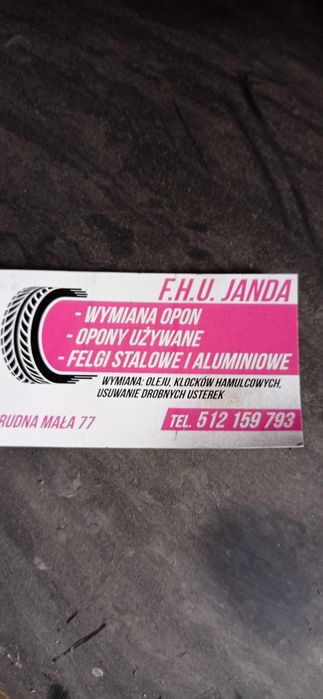 F.H.U. JANDA
- WYMIANA OPON
- OPONY UŻYWANE
- FELGI STALOWE I ALUMINIOWE
WYMIANA: OLEJU, KLOCKÓW HAMULCOWYCH,
USUWANIE DROBNYCH USTEREK
RUDNA MAŁA 77
TEL. 512 159 793